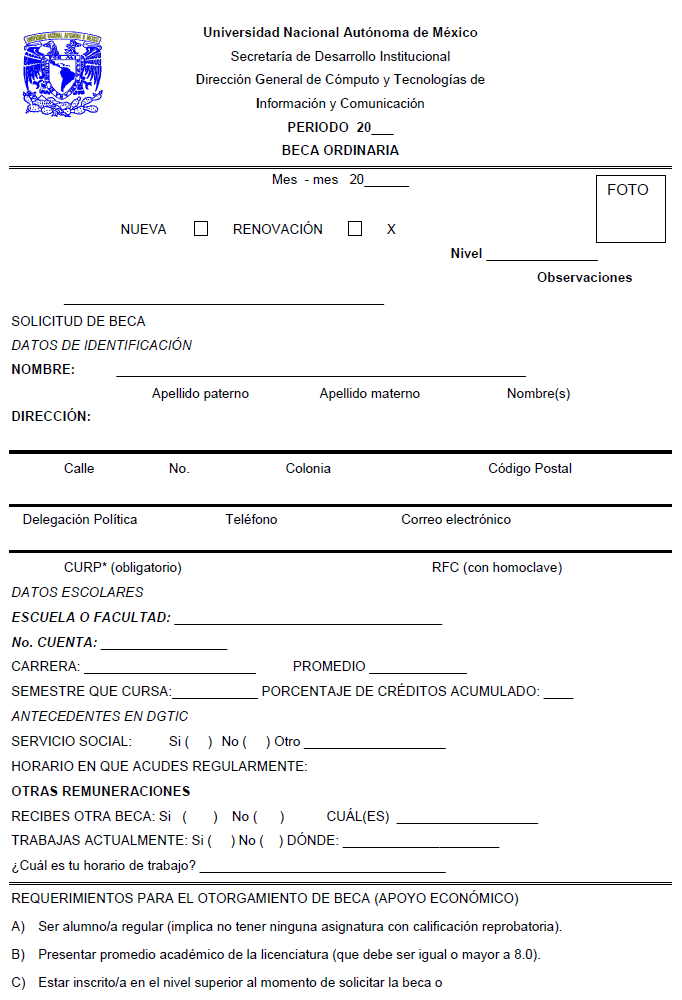 Universidad Nacional Autónoma de México
Secretaría de Desarrollo Institucional
Dirección General de Cómputo y Tecnologías de
Información y Comunicación
PERIODO 20___
BECA ORDINARIA
Mes - mes 20______
FOTO
NUEVA ☐ RENOVACIÓN ☐ X
Nivel _______________
Observaciones
SOLICITUD DE BECA
DATOS DE IDENTIFICACIÓN
NOMBRE: ____________________
Apellido paterno Apellido materno Nombre(s)
DIRECCIÓN:
Calle No. Colonia Código Postal
Delegación Política Teléfono Correo electrónico
CURP* (obligatorio) RFC (con homoclave)
DATOS ESCOLARES
ESCUELA O FACULTAD: ____________________
No. CUENTA: _________________
CARRERA: _______________________ PROMEDIO _____________
SEMESTRE QUE CURSA:___________ PORCENTAJE DE CRÉDITOS ACUMULADO: ____
ANTECEDENTES EN DGTIC
SERVICIO SOCIAL: Si ( ) No ( ) Otro ___________________
HORARIO EN QUE ACUDES REGULARMENTE:
OTRAS REMUNERACIONES
RECIBES OTRA BECA: Si ( ) No ( ) CUÁL(ES) ___________________
TRABAJAS ACTUALMENTE: Si ( ) No ( ) DÓNDE: _____________________
¿Cuál es tu horario de trabajo? ____________________
REQUERIMIENTOS PARA EL OTORGAMIENTO DE BECA (APOYO ECONÓMICO)
A) Ser alumno/a regular (implica no tener ninguna asignatura con calificación reprobatoria).
B) Presentar promedio académico de la licenciatura (que debe ser igual o mayor a 8.0).
C) Estar inscrito/a en el nivel superior al momento de solicitar la beca o